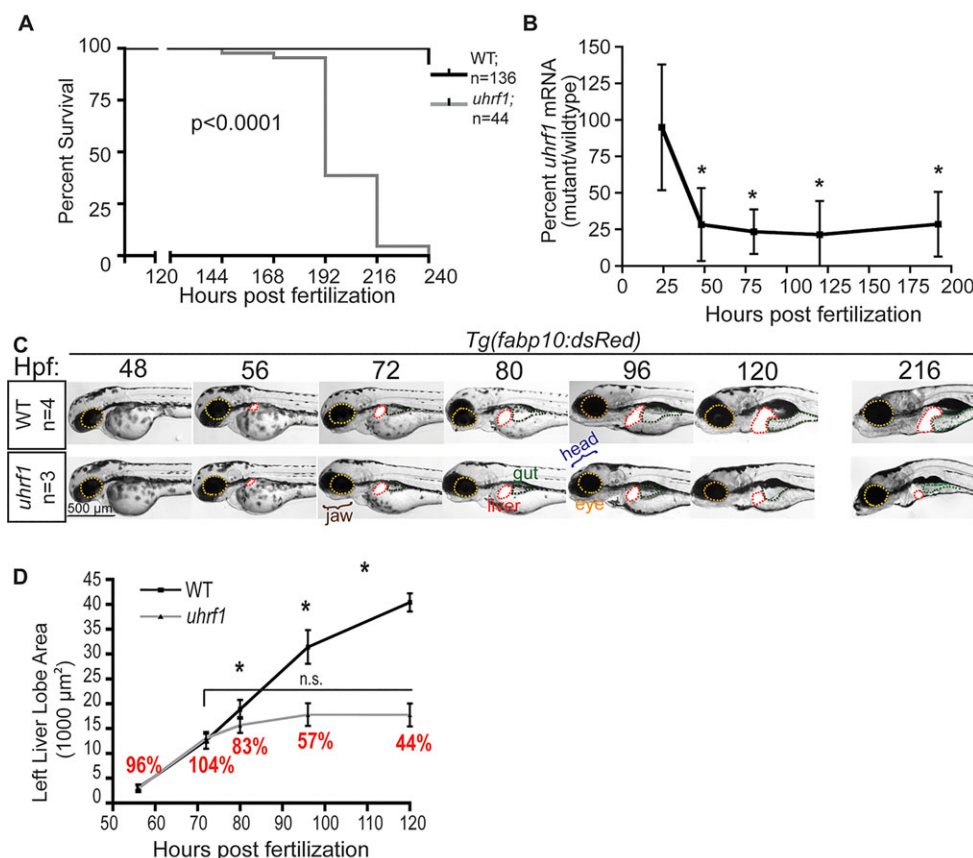 A
Percent Survival
100
75
50
25
0
p<0.0001
WT;
n=136
uhrf1;
n=44
120 144 168 192 216 240
Hours post fertilization
B
Percent uhrf1 mRNA
(mutant/wildtype)
150
125
100
75
50
25
0
* * * *
0 25 50 75 100 125 150 175 200
Hours post fertilization
C
Tg(fabp10:dsRed)
Hpf: 48 56 72 80 96 120 216
WT
n=4
uhrf1
n=3
500 µm
jaw
liver
gut
head
eye
D
Left Liver Lobe Area
(1000 µm²)
45
40
35
30
25
20
15
10
5
0
WT
uhrf1
* * *
n.s.
96% 104% 83% 57% 44%
50 60 70 80 90 100 110 120
Hours post fertilization